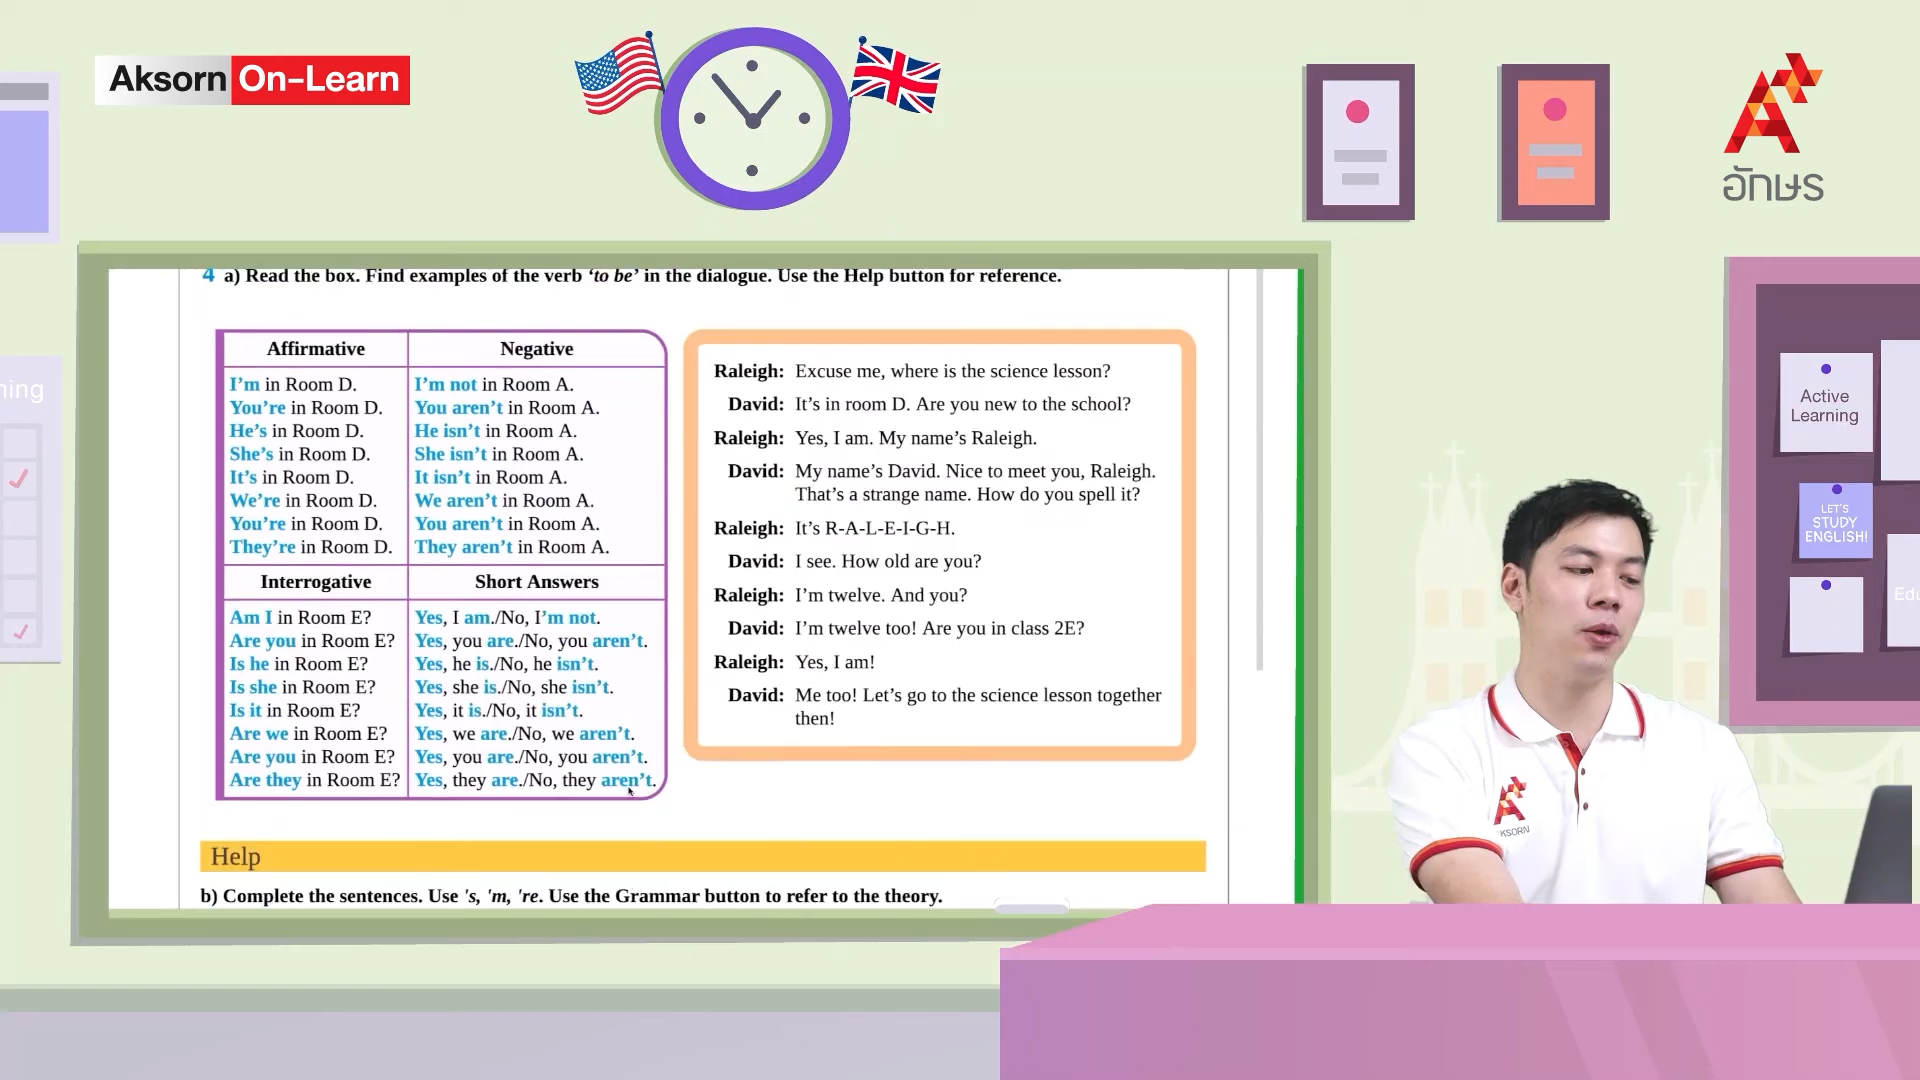 Aksorn On-Learn
อักษร
4 a) Read the box. Find examples of the verb ‘to be’ in the dialogue. Use the Help button for reference.
Affirmative
Negative
I’m in Room D.
You’re in Room D.
He’s in Room D.
She’s in Room D.
It’s in Room D.
We’re in Room D.
You’re in Room D.
They’re in Room D.
I’m not in Room A.
You aren’t in Room A.
He isn’t in Room A.
She isn’t in Room A.
It isn’t in Room A.
We aren’t in Room A.
You aren’t in Room A.
They aren’t in Room A.
Interrogative
Short Answers
Am I in Room E?
Are you in Room E?
Is he in Room E?
Is she in Room E?
Is it in Room E?
Are we in Room E?
Are you in Room E?
Are they in Room E?
Yes, I am./No, I’m not.
Yes, you are./No, you aren’t.
Yes, he is./No, he isn’t.
Yes, she is./No, she isn’t.
Yes, it is./No, it isn’t.
Yes, we are./No, we aren’t.
Yes, you are./No, you aren’t.
Yes, they are./No, they aren’t.
Raleigh: Excuse me, where is the science lesson?
David: It’s in room D. Are you new to the school?
Raleigh: Yes, I am. My name’s Raleigh.
David: My name’s David. Nice to meet you, Raleigh.
That’s a strange name. How do you spell it?
Raleigh: It’s R-A-L-E-I-G-H.
David: I see. How old are you?
Raleigh: I’m twelve. And you?
David: I’m twelve too! Are you in class 2E?
Raleigh: Yes, I am!
David: Me too! Let’s go to the science lesson together
then!
Help
b) Complete the sentences. Use 's, 'm, 're. Use the Grammar button to refer to the theory.
ning
Active
Learning
LET'S
STUDY
ENGLISH!
Edu
KSORN